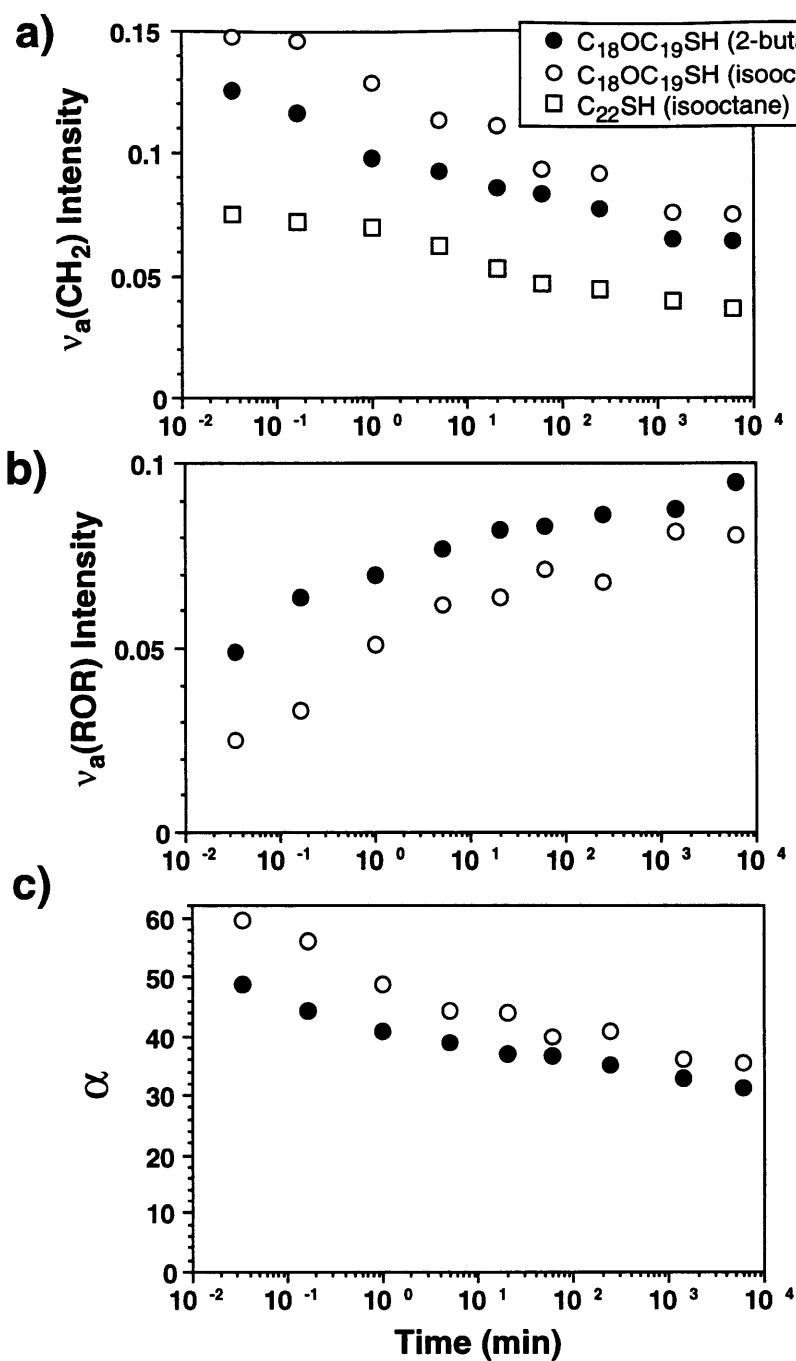 a)
0.15
0.1
0.05
0
νa(CH2) Intensity
C18OC19SH (2-buta
C18OC19SH (isooc
C22SH (isooctane)
10 -2 10 -1 10 0 10 1 10 2 10 3 10 4
b)
0.1
0.05
0
νa(ROR) Intensity
10 -2 10 -1 10 0 10 1 10 2 10 3 10 4
c)
60
50
40
30
20
10
0
α
10 -2 10 -1 10 0 10 1 10 2 10 3 10 4
Time (min)